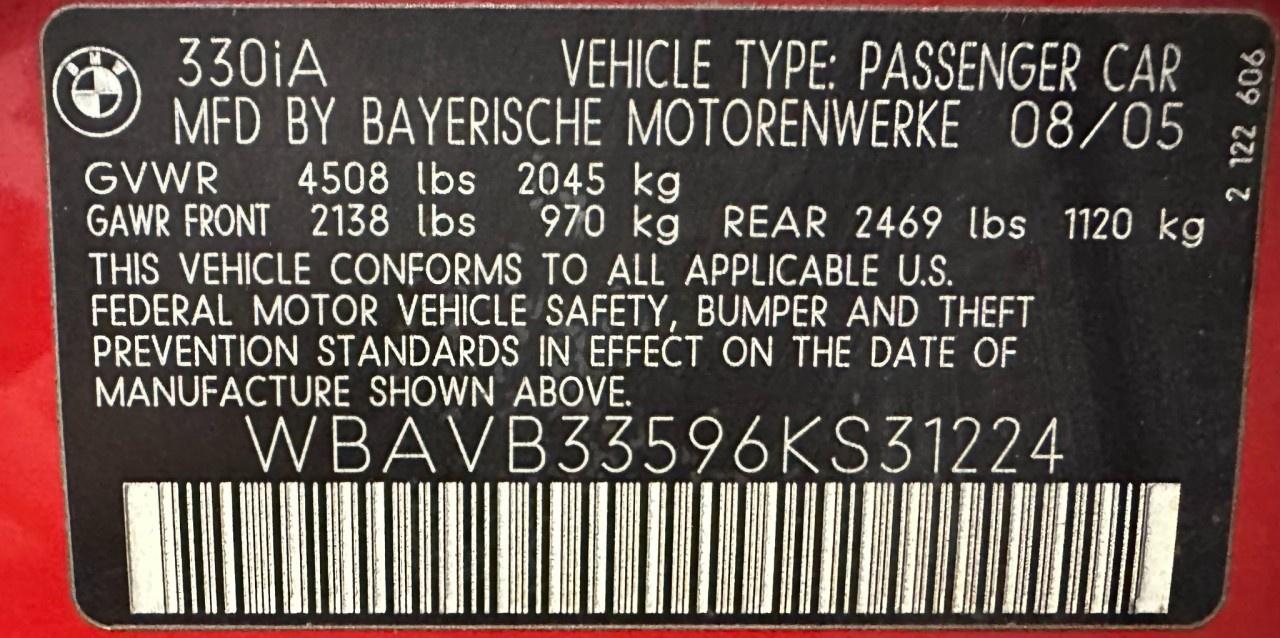 BMW
330iA VEHICLE TYPE: PASSENGER CAR
MFD BY BAYERISCHE MOTORENWERKE 08/05
GVWR 4508 lbs 2045 kg
GAWR FRONT 2138 lbs 970 kg REAR 2469 lbs 1120 kg
THIS VEHICLE CONFORMS TO ALL APPLICABLE U.S.
FEDERAL MOTOR VEHICLE SAFETY, BUMPER AND THEFT
PREVENTION STANDARDS IN EFFECT ON THE DATE OF
MANUFACTURE SHOWN ABOVE.
WBAVB33596KS31224
2 122 606